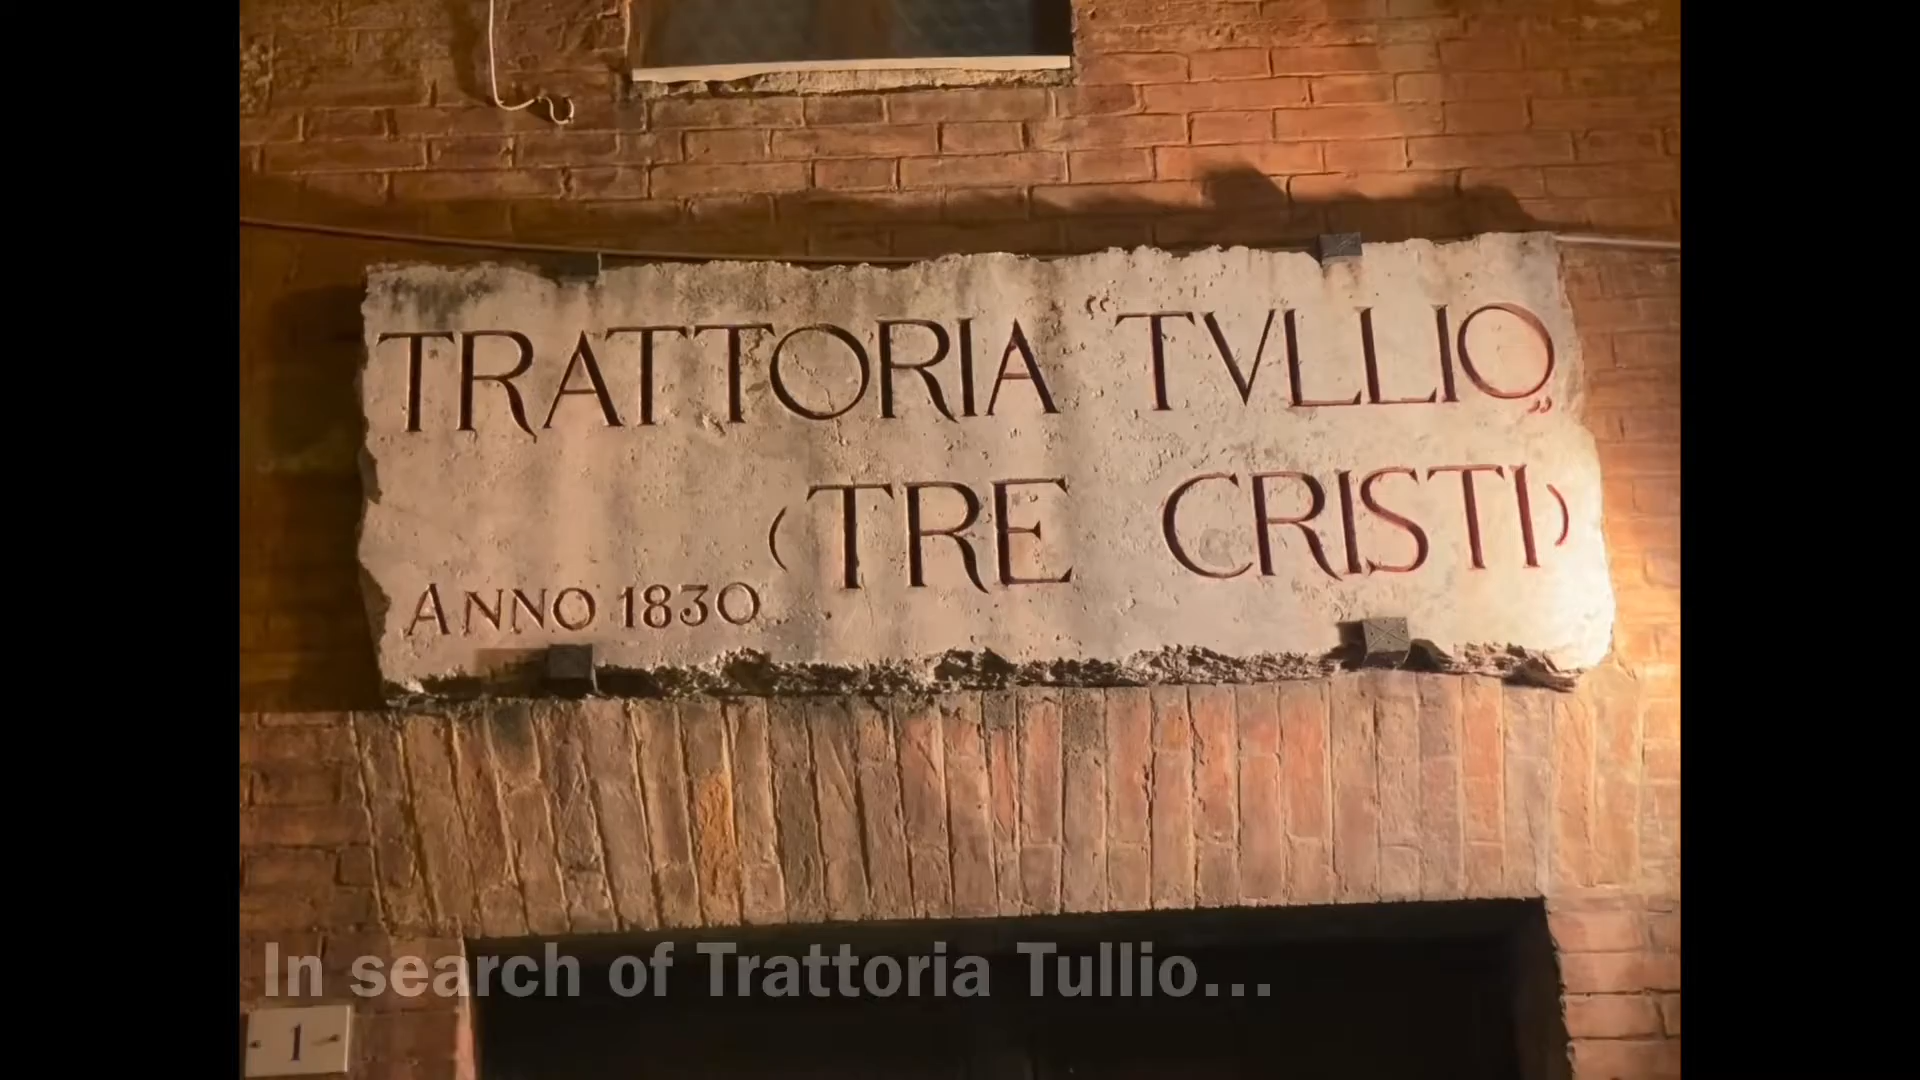 TRATTORIA “TVLLIO„
(TRE CRISTI)
ANNO 1830
In search of Trattoria Tullio...
1